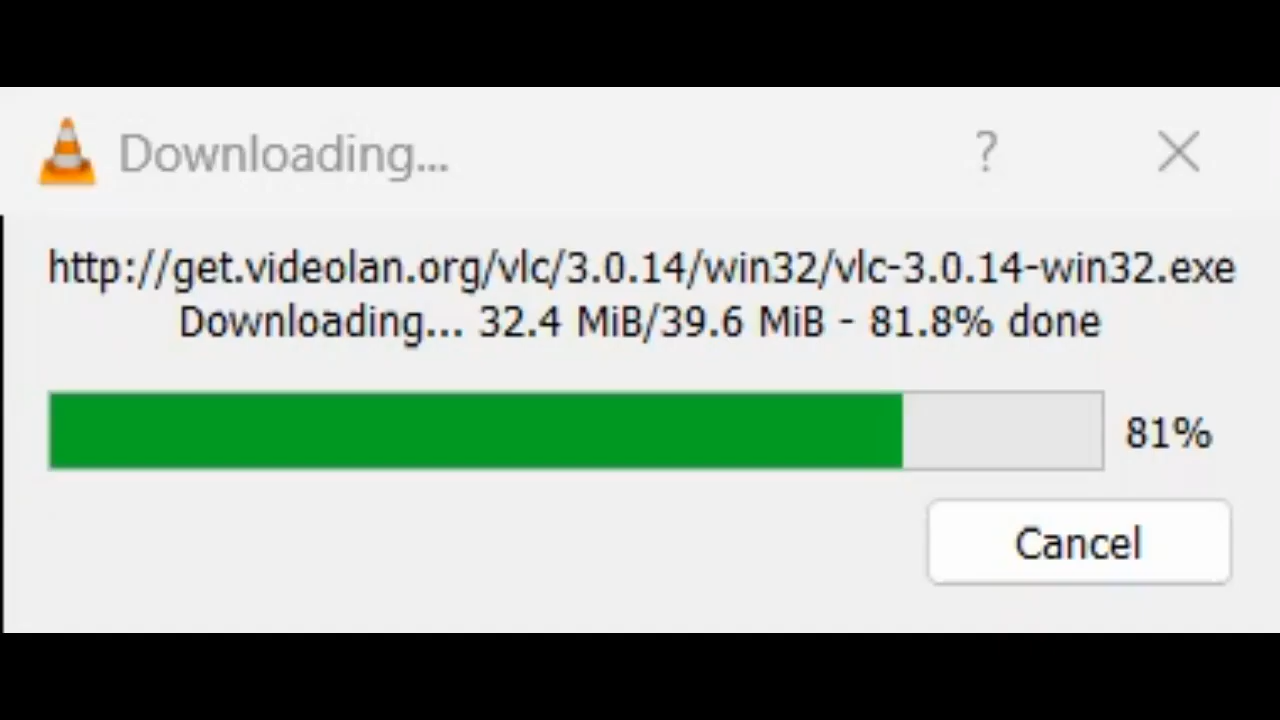 Downloading...
?
http://get.videolan.org/vlc/3.0.14/win32/vlc-3.0.14-win32.exe
Downloading... 32.4 MiB/39.6 MiB - 81.8% done
81%
Cancel